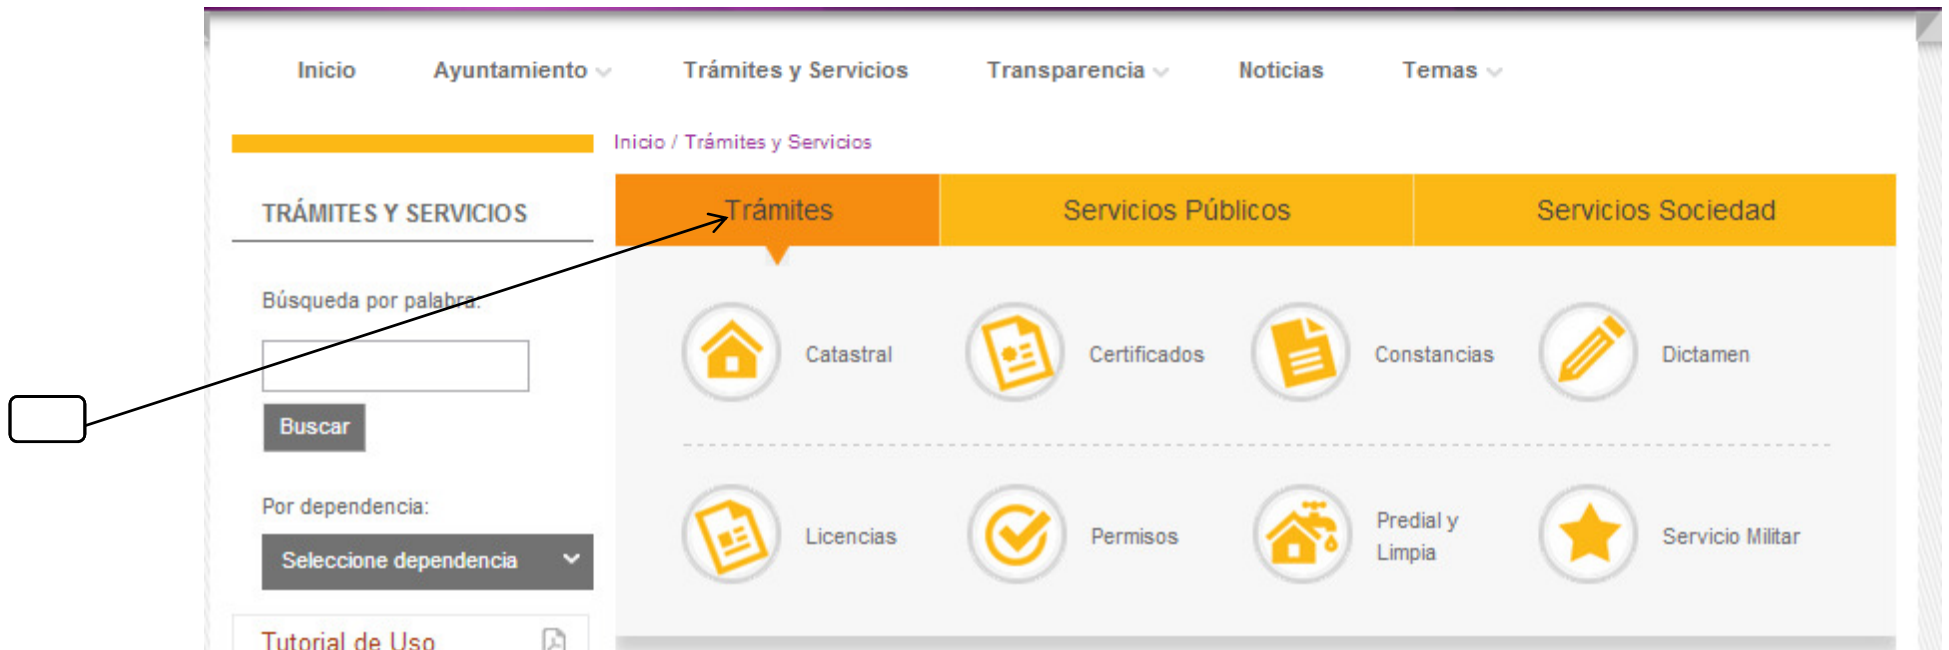 Inicio Ayuntamiento Trámites y Servicios Transparencia Noticias Temas
Inicio / Trámites y Servicios
TRÁMITES Y SERVICIOS
Búsqueda por palabra:
Buscar
Por dependencia:
Seleccione dependencia
Tutorial de Uso
Trámites Servicios Públicos Servicios Sociedad
Catastral Certificados Constancias Dictamen
Licencias Permisos Predial y Limpia Servicio Militar